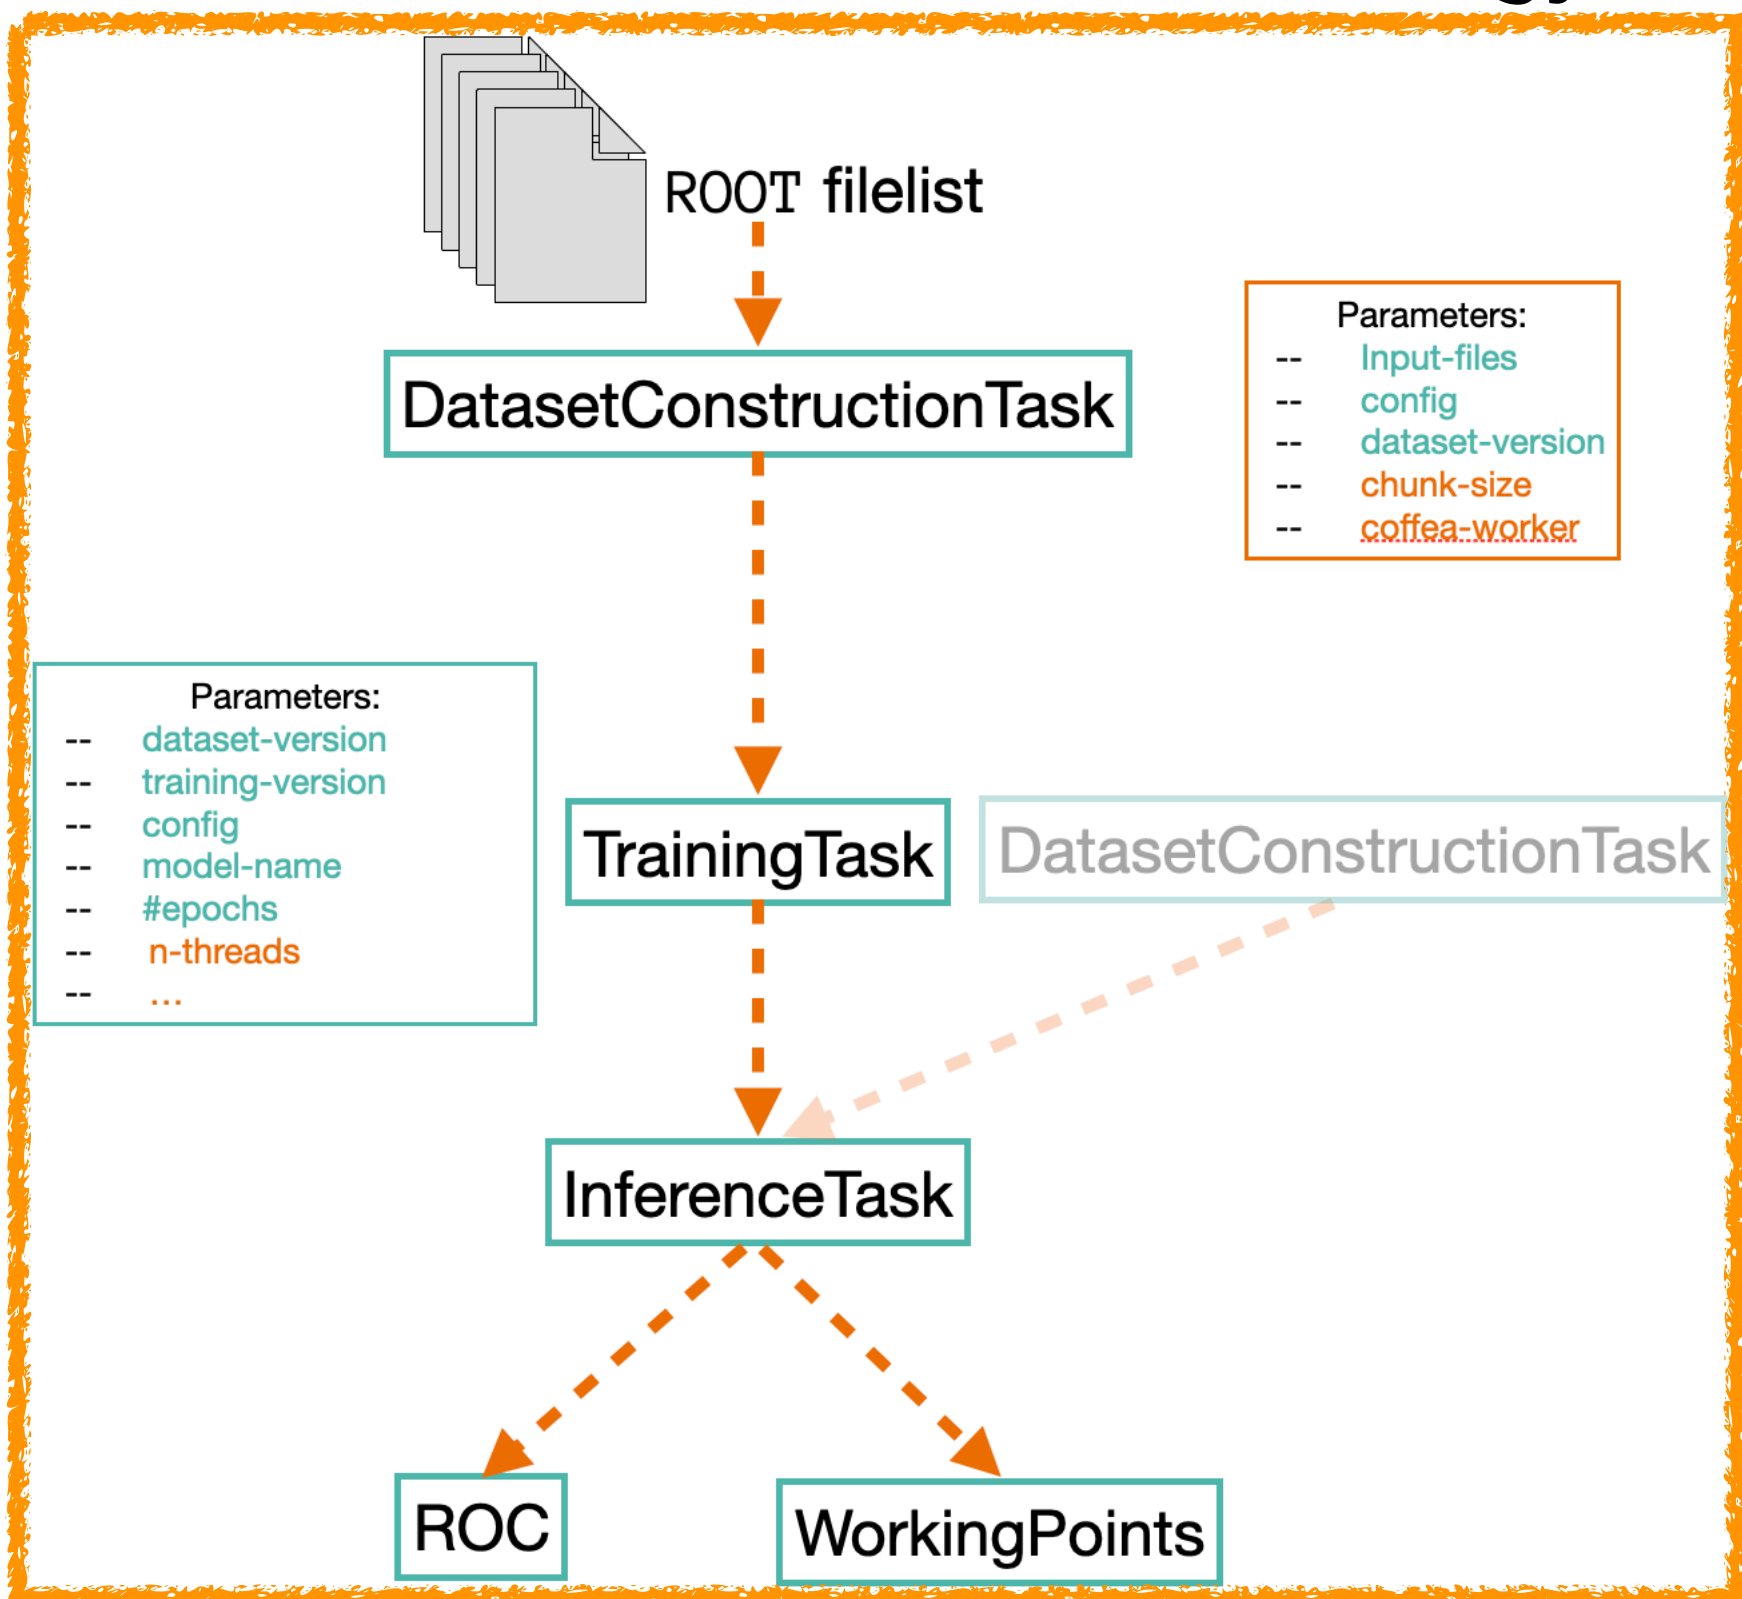 ROOT filelist
DatasetConstructionTask
Parameters:
-- Input-files
-- config
-- dataset-version
-- chunk-size
-- coffea-worker
Parameters:
-- dataset-version
-- training-version
-- config
-- model-name
-- #epochs
-- n-threads
-- ...
TrainingTask
DatasetConstructionTask
InferenceTask
ROC
WorkingPoints